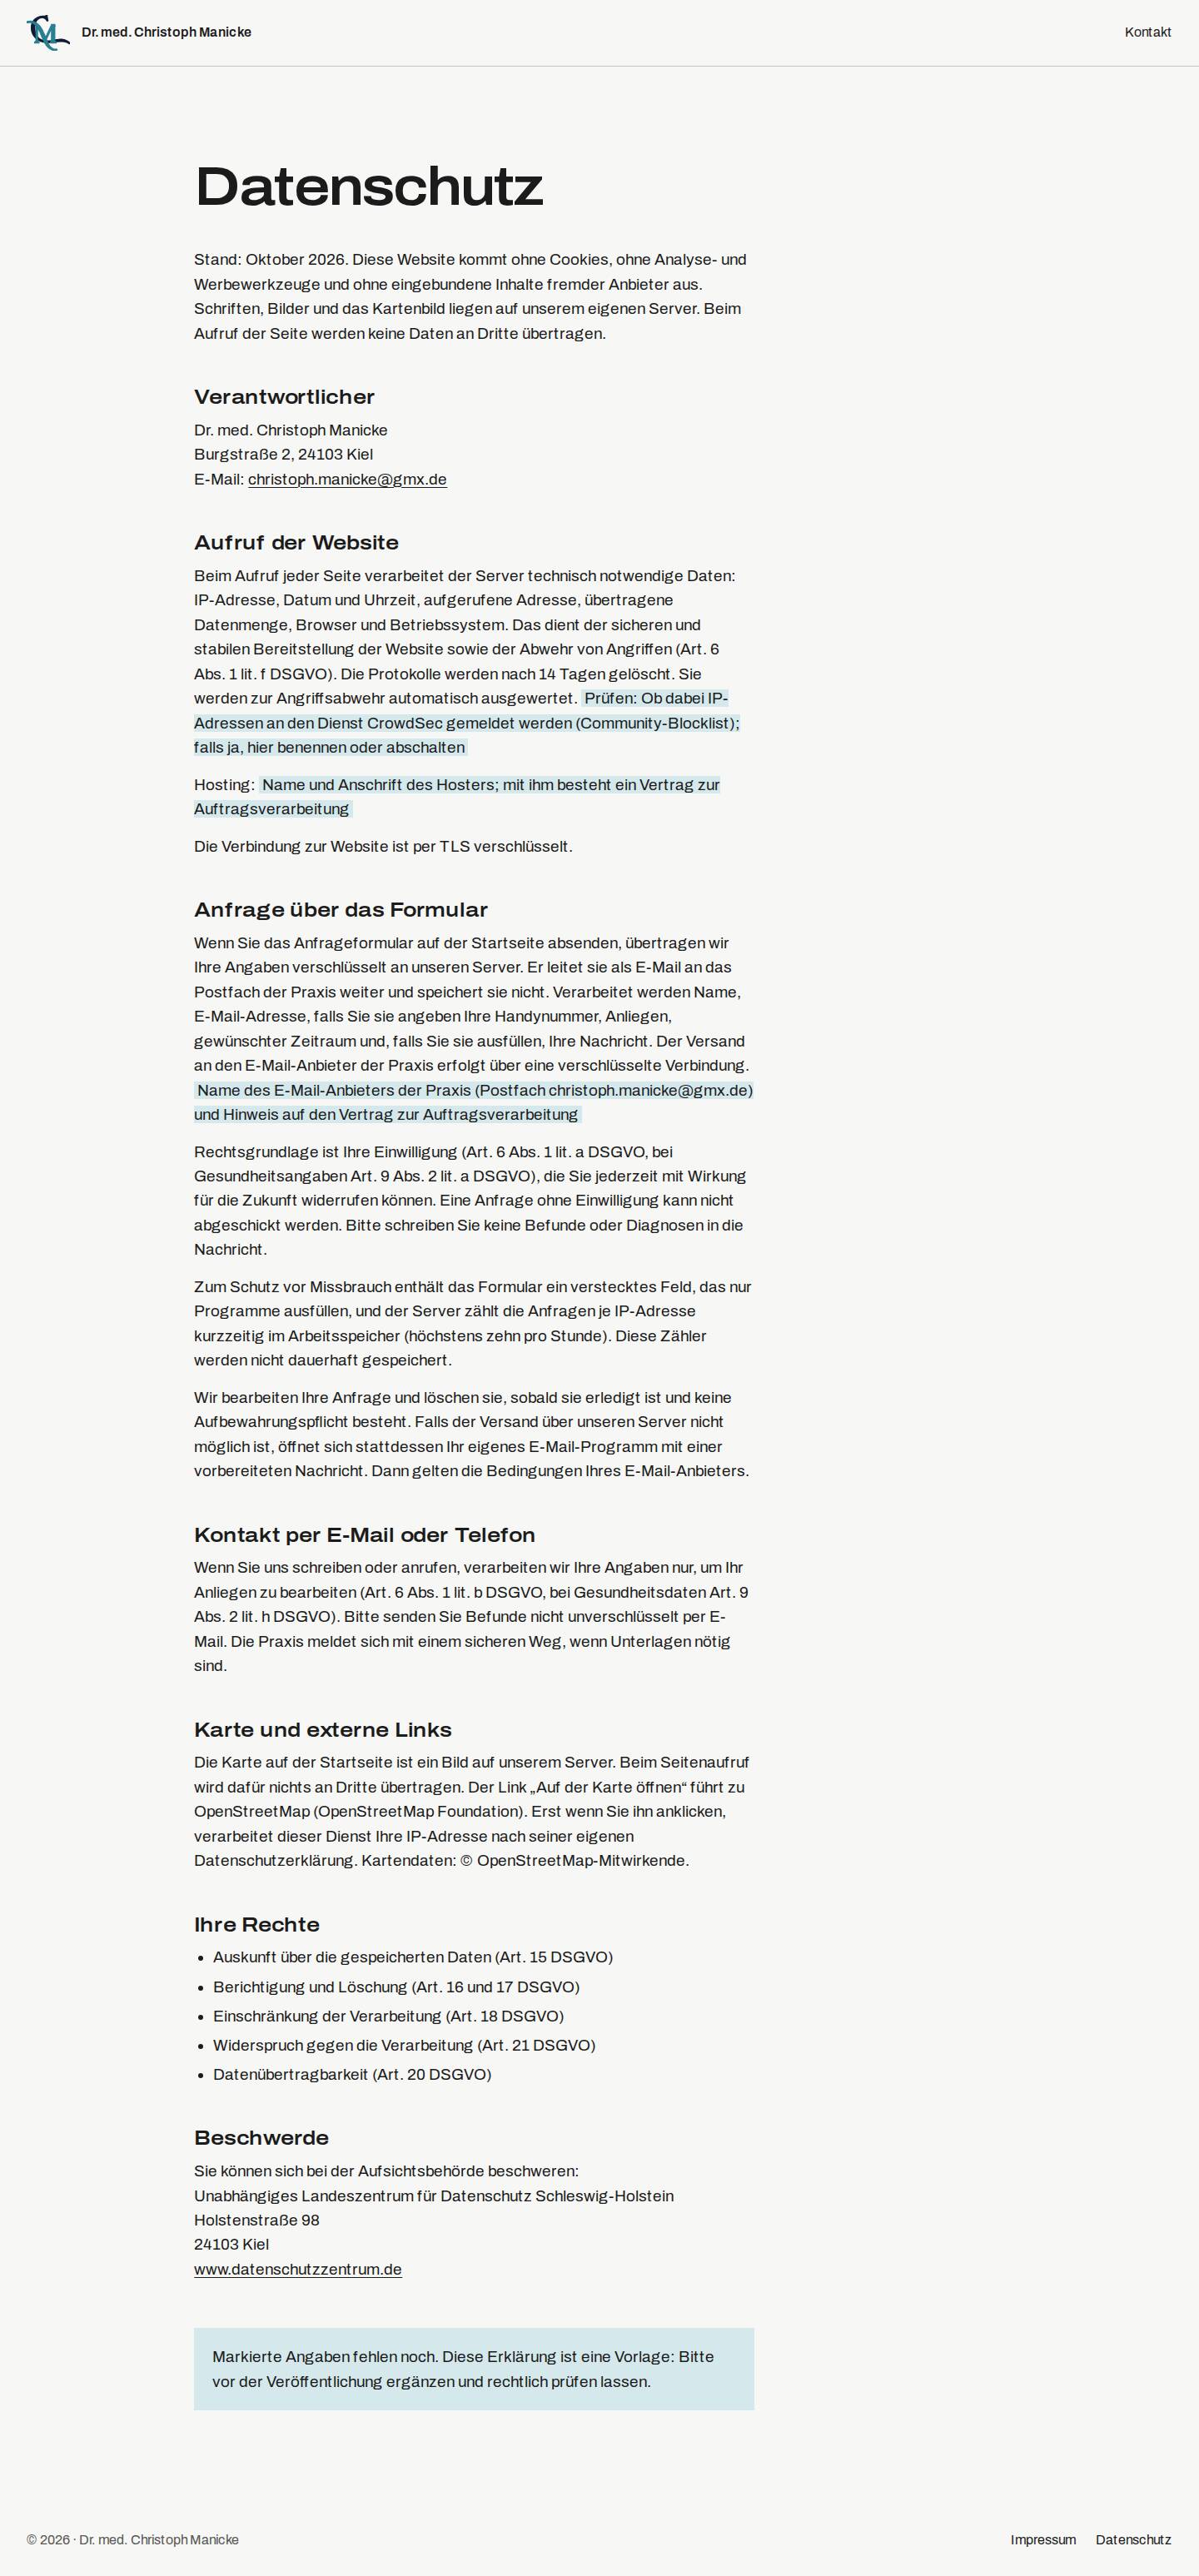 Dr. med. Christoph Manicke
Kontakt
Datenschutz
Stand: Oktober 2026. Diese Website kommt ohne Cookies, ohne Analyse- und
Werbewerkzeuge und ohne eingebundene Inhalte fremder Anbieter aus.
Schriften, Bilder und das Kartenbild liegen auf unserem eigenen Server. Beim
Aufruf der Seite werden keine Daten an Dritte übertragen.
Verantwortlicher
Dr. med. Christoph Manicke
Burgstraße 2, 24103 Kiel
E-Mail: christoph.manicke@gmx.de
Aufruf der Website
Beim Aufruf jeder Seite verarbeitet der Server technisch notwendige Daten:
IP-Adresse, Datum und Uhrzeit, aufgerufene Adresse, übertragene
Datenmenge, Browser und Betriebssystem. Das dient der sicheren und
stabilen Bereitstellung der Website sowie der Abwehr von Angriffen (Art. 6
Abs. 1 lit. f DSGVO). Die Protokolle werden nach 14 Tagen gelöscht. Sie
werden zur Angriffsabwehr automatisch ausgewertet. Prüfen: Ob dabei IP-
Adressen an den Dienst CrowdSec gemeldet werden (Community-Blocklist);
falls ja, hier benennen oder abschalten
Hosting: Name und Anschrift des Hosters; mit ihm besteht ein Vertrag zur
Auftragsverarbeitung
Die Verbindung zur Website ist per TLS verschlüsselt.
Anfrage über das Formular
Wenn Sie das Anfrageformular auf der Startseite absenden, übertragen wir
Ihre Angaben verschlüsselt an unseren Server. Er leitet sie als E-Mail an das
Postfach der Praxis weiter und speichert sie nicht. Verarbeitet werden Name,
E-Mail-Adresse, falls Sie sie angeben Ihre Handynummer, Anliegen,
gewünschter Zeitraum und, falls Sie sie ausfüllen, Ihre Nachricht. Der Versand
an den E-Mail-Anbieter der Praxis erfolgt über eine verschlüsselte Verbindung.
Name des E-Mail-Anbieters der Praxis (Postfach christoph.manicke@gmx.de)
und Hinweis auf den Vertrag zur Auftragsverarbeitung
Rechtsgrundlage ist Ihre Einwilligung (Art. 6 Abs. 1 lit. a DSGVO, bei
Gesundheitsangaben Art. 9 Abs. 2 lit. a DSGVO), die Sie jederzeit mit Wirkung
für die Zukunft widerrufen können. Eine Anfrage ohne Einwilligung kann nicht
abgeschickt werden. Bitte schreiben Sie keine Befunde oder Diagnosen in die
Nachricht.
Zum Schutz vor Missbrauch enthält das Formular ein verstecktes Feld, das nur
Programme ausfüllen, und der Server zählt die Anfragen je IP-Adresse
kurzzeitig im Arbeitsspeicher (höchstens zehn pro Stunde). Diese Zähler
werden nicht dauerhaft gespeichert.
Wir bearbeiten Ihre Anfrage und löschen sie, sobald sie erledigt ist und keine
Aufbewahrungspflicht besteht. Falls der Versand über unseren Server nicht
möglich ist, öffnet sich stattdessen Ihr eigenes E-Mail-Programm mit einer
vorbereiteten Nachricht. Dann gelten die Bedingungen Ihres E-Mail-Anbieters.
Kontakt per E-Mail oder Telefon
Wenn Sie uns schreiben oder anrufen, verarbeiten wir Ihre Angaben nur, um Ihr
Anliegen zu bearbeiten (Art. 6 Abs. 1 lit. b DSGVO, bei Gesundheitsdaten Art. 9
Abs. 2 lit. h DSGVO). Bitte senden Sie Befunde nicht unverschlüsselt per E-
Mail. Die Praxis meldet sich mit einem sicheren Weg, wenn Unterlagen nötig
sind.
Karte und externe Links
Die Karte auf der Startseite ist ein Bild auf unserem Server. Beim Seitenaufruf
wird dafür nichts an Dritte übertragen. Der Link „Auf der Karte öffnen“ führt zu
OpenStreetMap (OpenStreetMap Foundation). Erst wenn Sie ihn anklicken,
verarbeitet dieser Dienst Ihre IP-Adresse nach seiner eigenen
Datenschutzerklärung. Kartendaten: © OpenStreetMap-Mitwirkende.
Ihre Rechte
• Auskunft über die gespeicherten Daten (Art. 15 DSGVO)
• Berichtigung und Löschung (Art. 16 und 17 DSGVO)
• Einschränkung der Verarbeitung (Art. 18 DSGVO)
• Widerspruch gegen die Verarbeitung (Art. 21 DSGVO)
• Datenübertragbarkeit (Art. 20 DSGVO)
Beschwerde
Sie können sich bei der Aufsichtsbehörde beschweren:
Unabhängiges Landeszentrum für Datenschutz Schleswig-Holstein
Holstenstraße 98
24103 Kiel
www.datenschutzzentrum.de
Markierte Angaben fehlen noch. Diese Erklärung ist eine Vorlage: Bitte
vor der Veröffentlichung ergänzen und rechtlich prüfen lassen.
© 2026 · Dr. med. Christoph Manicke
Impressum Datenschutz